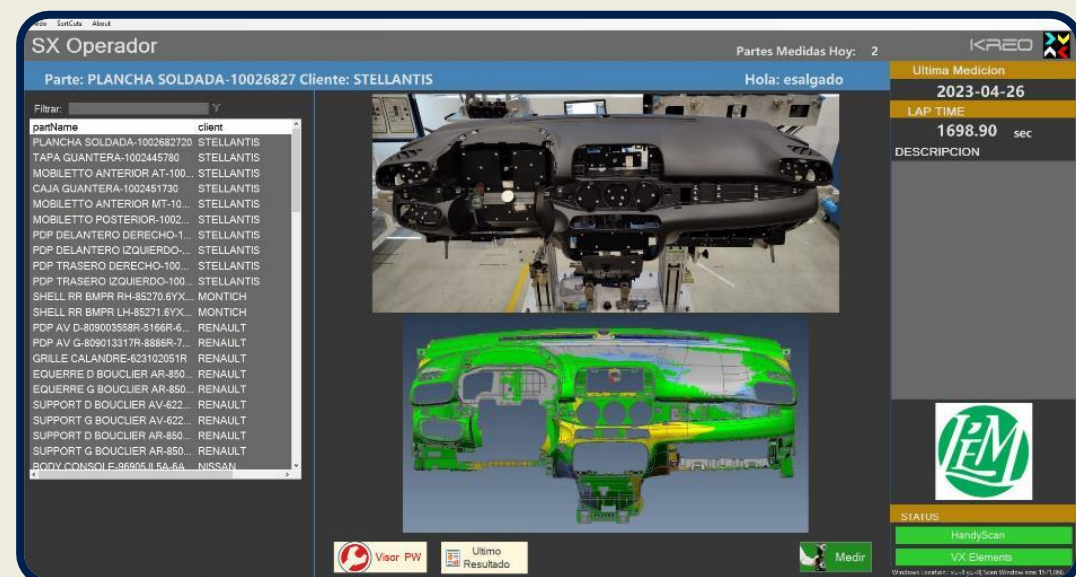 SortCuts About
SX Operador
Partes Medidas Hoy: 2
KREO
Parte: PLANCHA SOLDADA-10026827 Cliente: STELLANTIS
Hola: esalgado
Ultima Medicion
2023-04-26
LAP TIME
1698.90 sec
DESCRIPCION
Filtrar:
partName client
PLANCHA SOLDADA-1002682720 STELLANTIS
TAPA GUANTERA-1002445780 STELLANTIS
MOBILETTO ANTERIOR AT-100... STELLANTIS
CAJA GUANTERA-1002451730 STELLANTIS
MOBILETTO ANTERIOR MT-10... STELLANTIS
MOBILETTO POSTERIOR-1002... STELLANTIS
PDP DELANTERO DERECHO-1... STELLANTIS
PDP DELANTERO IZQUIERDO-... STELLANTIS
PDP TRASERO DERECHO-100... STELLANTIS
PDP TRASERO IZQUIERDO-100... STELLANTIS
SHELL RR BMPR RH-85270.6YX... MONTICH
SHELL RR BMPR LH-85271.6YX... MONTICH
PDP AV D-809003558R-5166R-6... RENAULT
PDP AV G-809013317R-8886R-7... RENAULT
GRILLE CALANDRE-623102051R RENAULT
EQUERRE D BOUCLIER AR-850... RENAULT
EQUERRE G BOUCLIER AR-850... RENAULT
SUPPORT D BOUCLIER AV-622... RENAULT
SUPPORT G BOUCLIER AV-622... RENAULT
SUPPORT D BOUCLIER AR-850... RENAULT
SUPPORT G BOUCLIER AR-850... RENAULT
BODY CONSOLE-96905JL5A-6A NISSAN
Visor PW
Ultimo
Resultado
Medir
STATUS
HandyScan
VX Elements